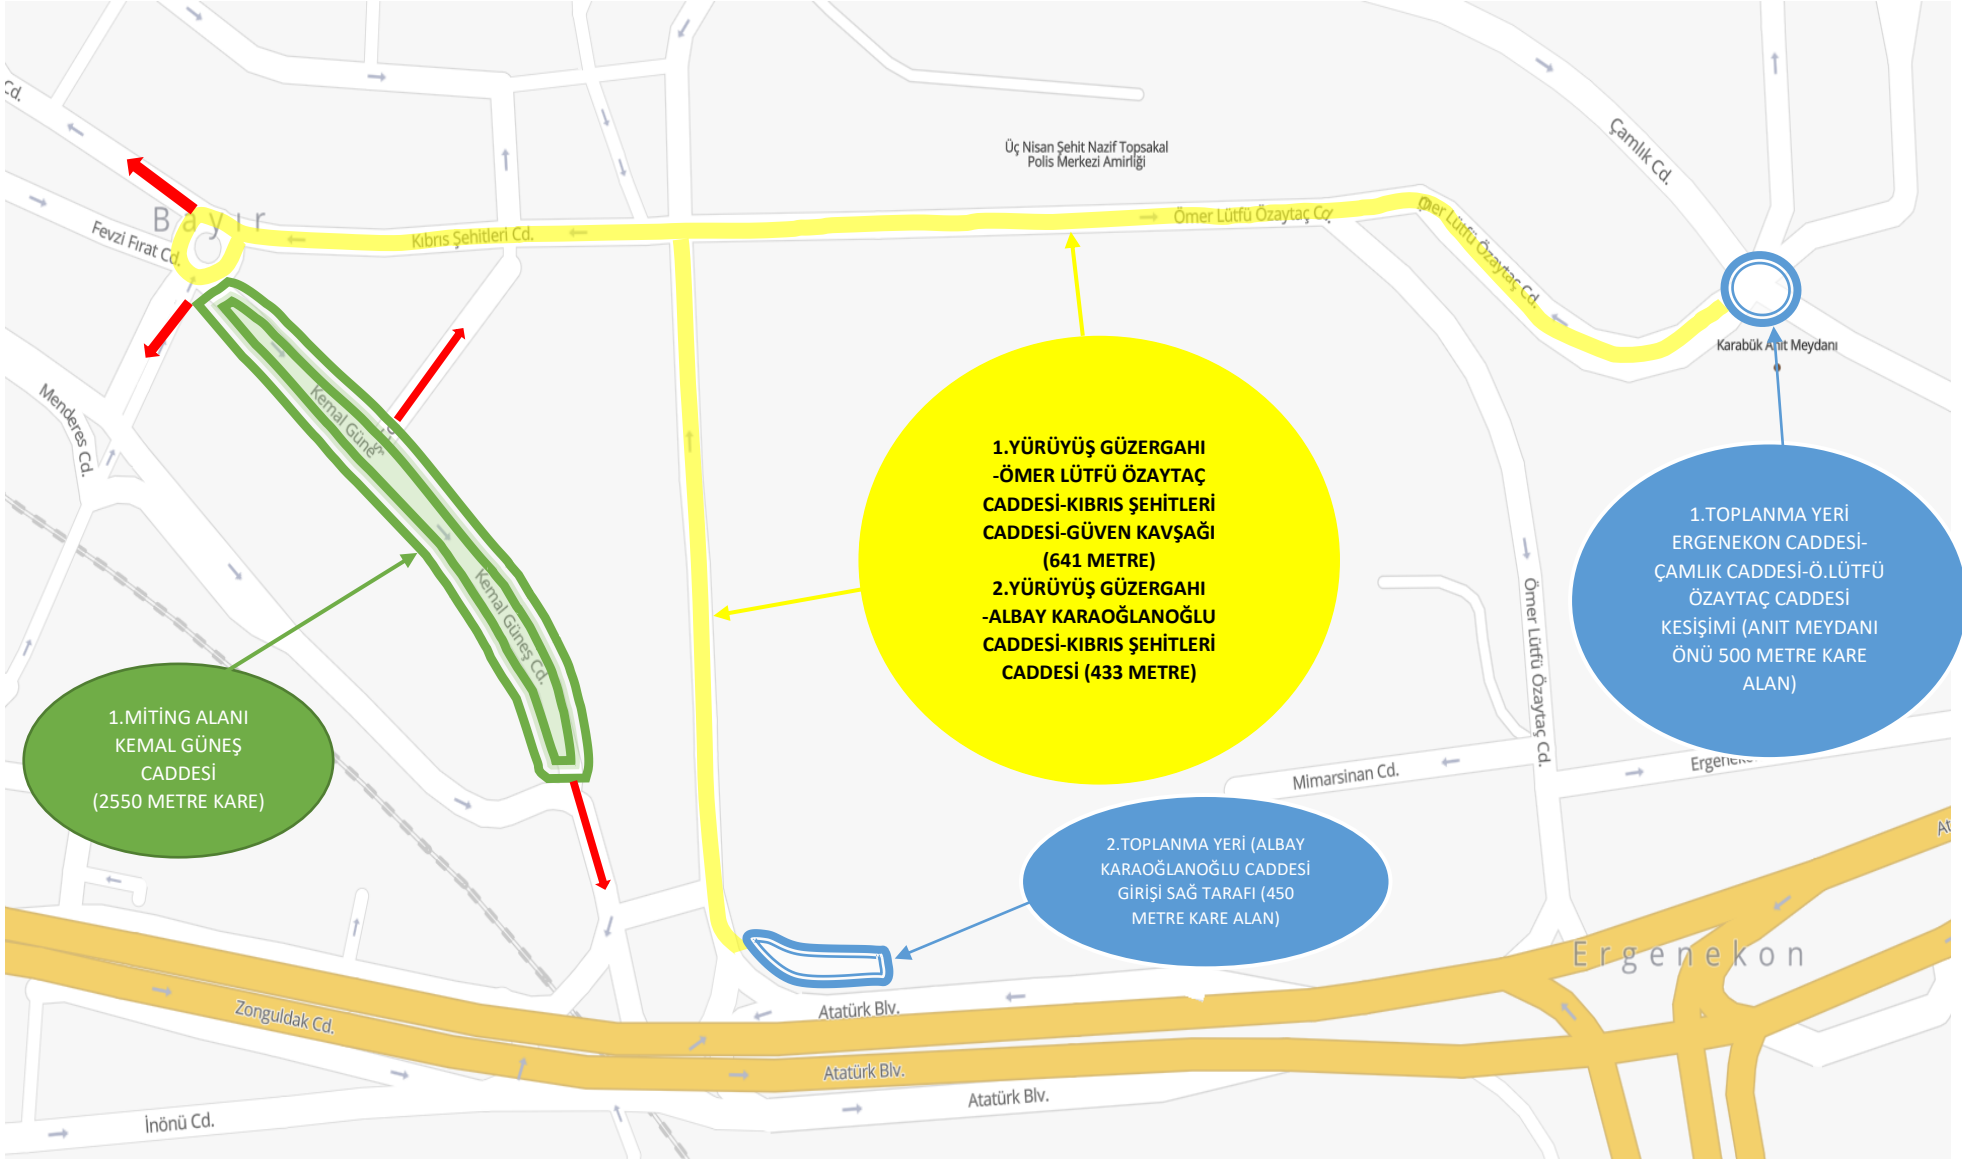 Cd.
Üç Nisan Şehit Nazif Topsakal
Polis Merkezi Amirliği
Çamlık Cd.
Bayır
Fevzi Fırat Cd.
Kıbrıs Şehitleri Cd.
Ömer Lütfü Özaytaç Cd.
Ömer Lütfü Özaytaç Cd.
Karabük Anıt Meydanı
Menderes Cd.
Kemal Güneş
Kemal Güneş Cd.
1.YÜRÜYÜŞ GÜZERGAHI
-ÖMER LÜTFÜ ÖZAYTAÇ
CADDESİ-KIBRIS ŞEHİTLERİ
CADDESİ-GÜVEN KAVŞAĞI
(641 METRE)
2.YÜRÜYÜŞ GÜZERGAHI
-ALBAY KARAOĞLANOĞLU
CADDESİ-KIBRIS ŞEHİTLERİ
CADDESİ (433 METRE)
1.TOPLANMA YERİ
ERGENEKON CADDESİ-
ÇAMLIK CADDESİ-Ö.LÜTFÜ
ÖZAYTAÇ CADDESİ
KESİŞİMİ (ANIT MEYDANI
ÖNÜ 500 METRE KARE
ALAN)
Ömer Lütfü Özaytaç Cd.
1.MİTİNG ALANI
KEMAL GÜNEŞ
CADDESİ
(2550 METRE KARE)
Mimarsinan Cd.
2.TOPLANMA YERİ (ALBAY
KARAOĞLANOĞLU CADDESİ
GİRİŞİ SAĞ TARAFI (450
METRE KARE ALAN)
At
Ergenekon
Zonguldak Cd.
Atatürk Blv.
Atatürk Blv.
Atatürk Blv.
İnönü Cd.